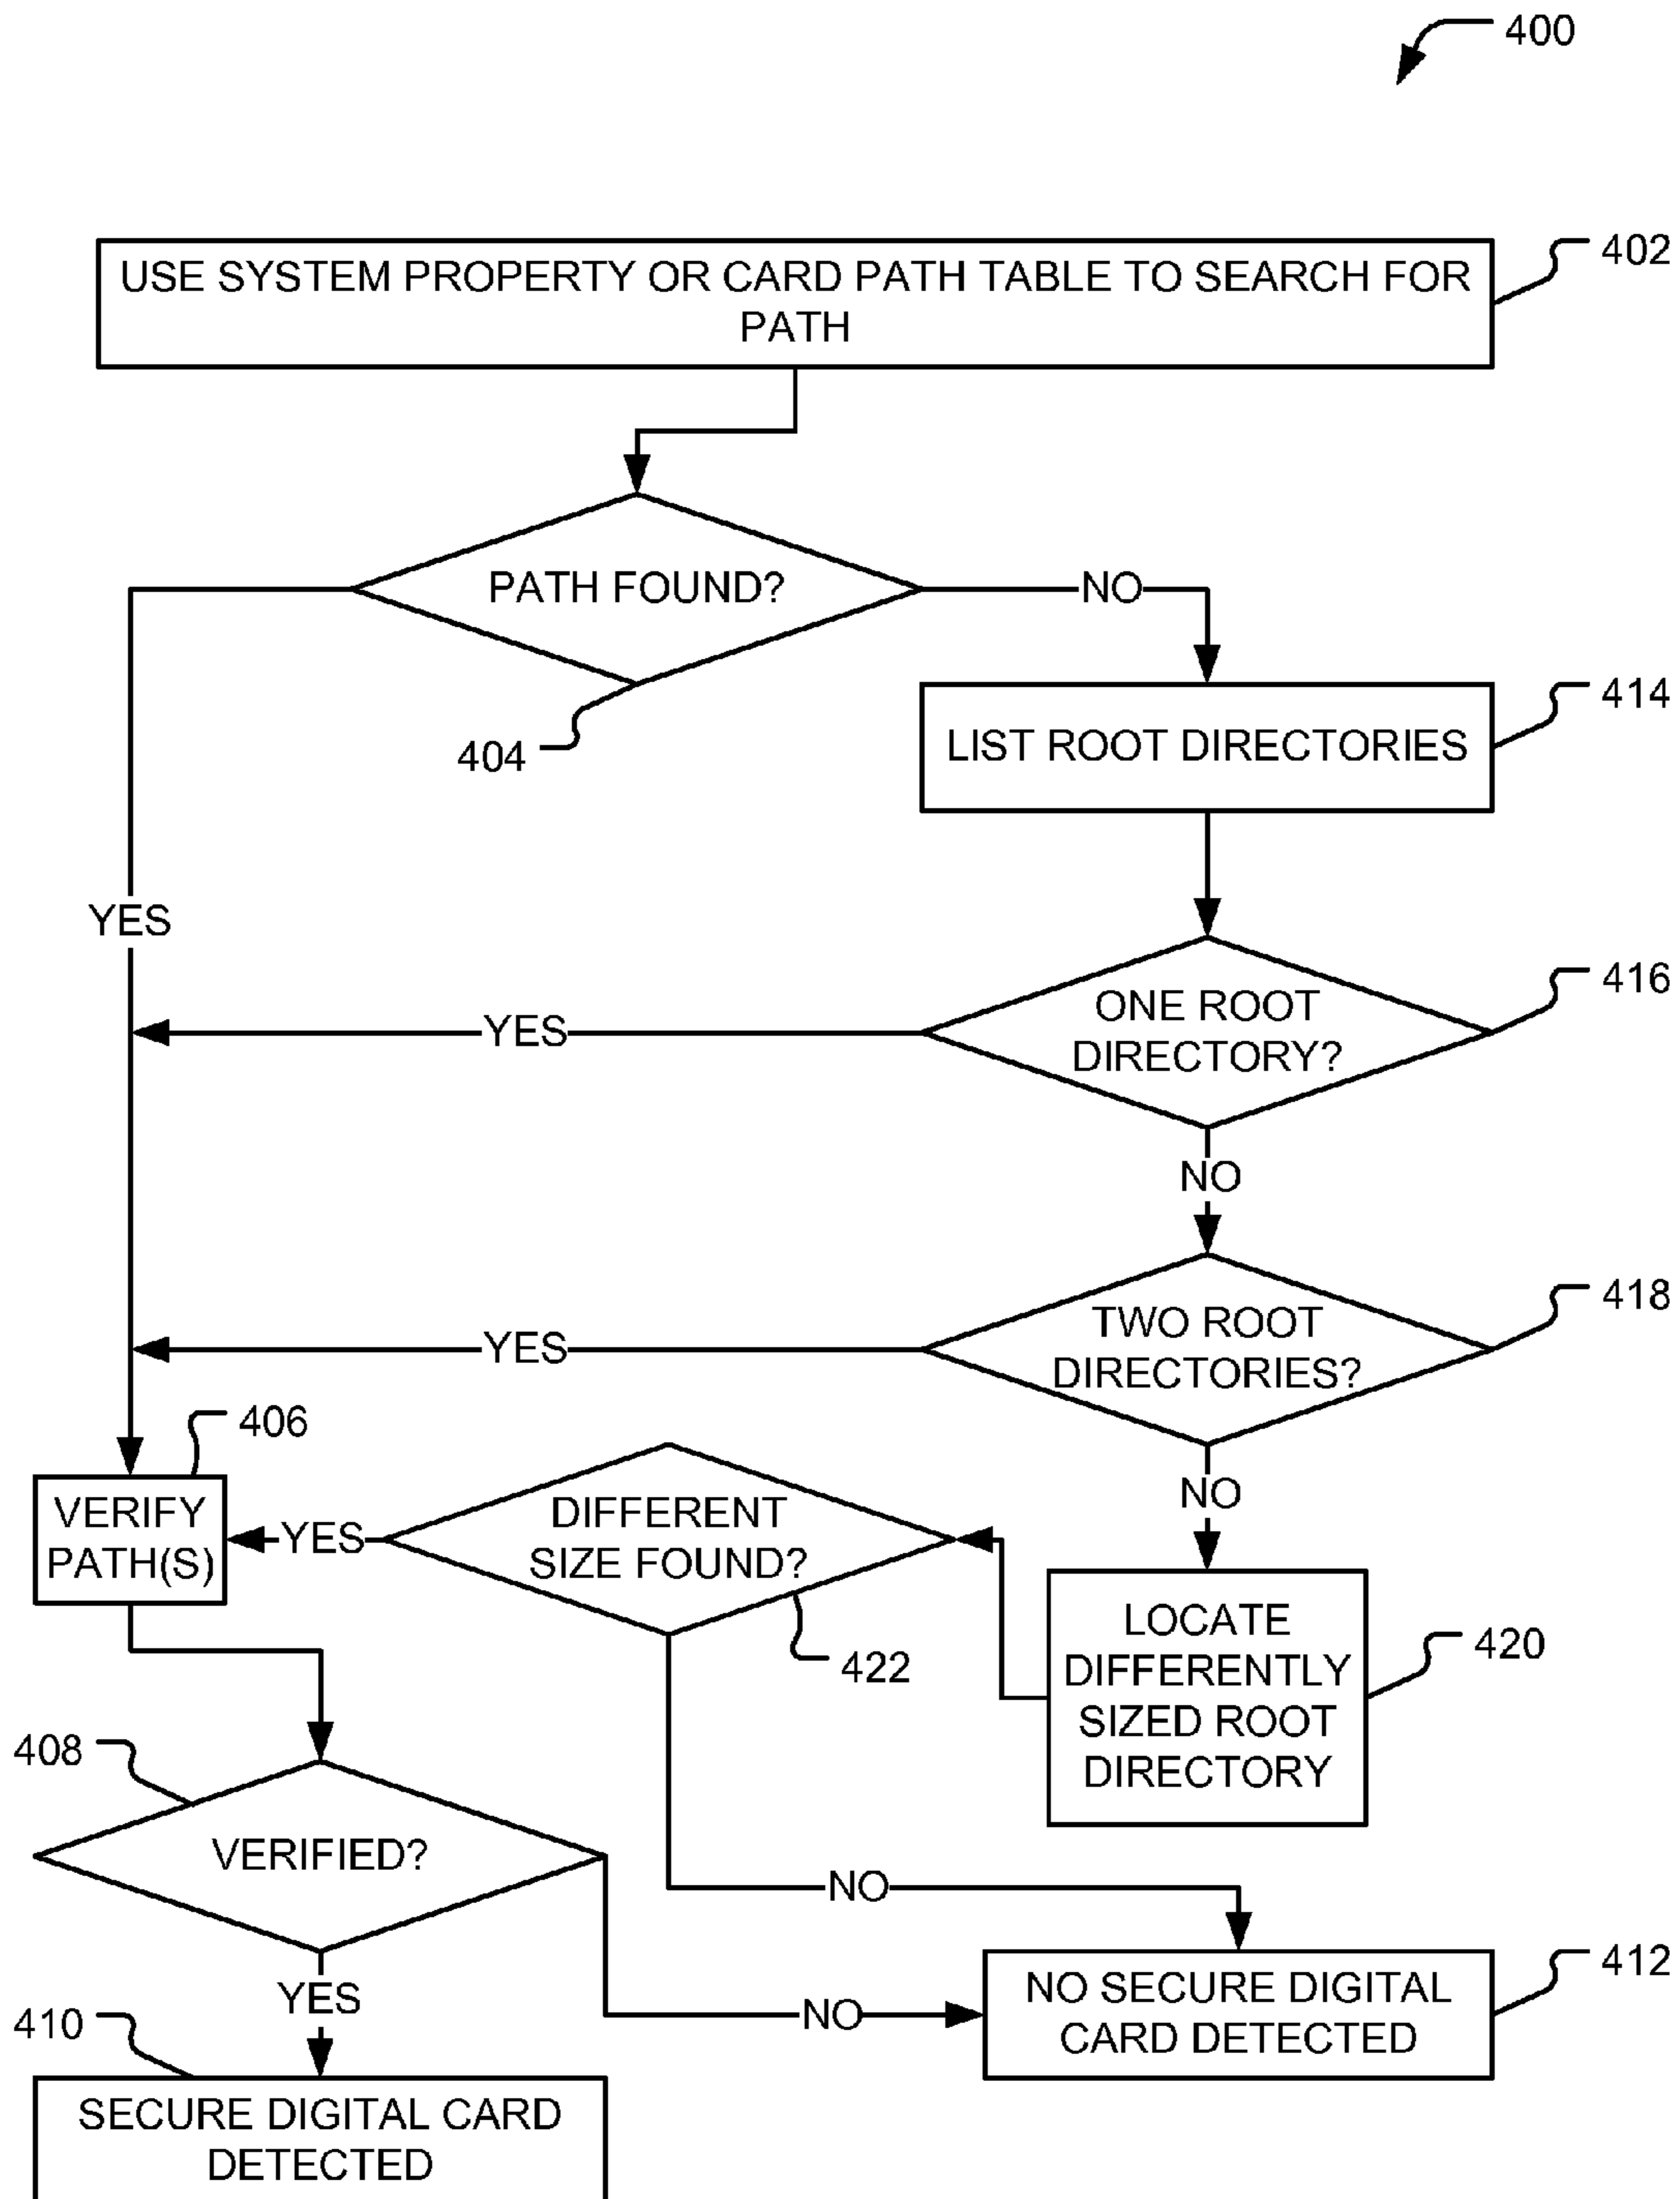 400
USE SYSTEM PROPERTY OR CARD PATH TABLE TO SEARCH FOR
PATH
402
PATH FOUND?
NO
404
LIST ROOT DIRECTORIES
414
YES
ONE ROOT
DIRECTORY?
416
YES
NO
TWO ROOT
DIRECTORIES?
418
YES
NO
406
VERIFY
PATH(S)
YES
DIFFERENT
SIZE FOUND?
422
LOCATE
DIFFERENTLY
SIZED ROOT
DIRECTORY
420
408
VERIFIED?
NO
YES
NO
NO SECURE DIGITAL
CARD DETECTED
412
410
SECURE DIGITAL CARD
DETECTED